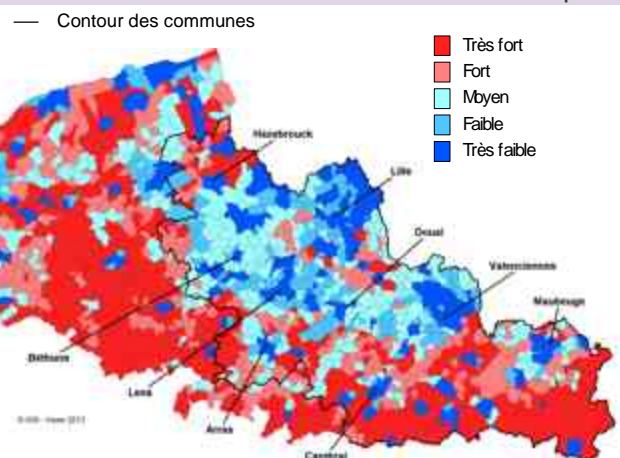 Contour des communes
Très fort
Fort
Moyen
Faible
Très faible
Hazebrouck
Lille
Douai
Valenciennes
Maubeuge
Béthune
Lens
Arras
Cambrai